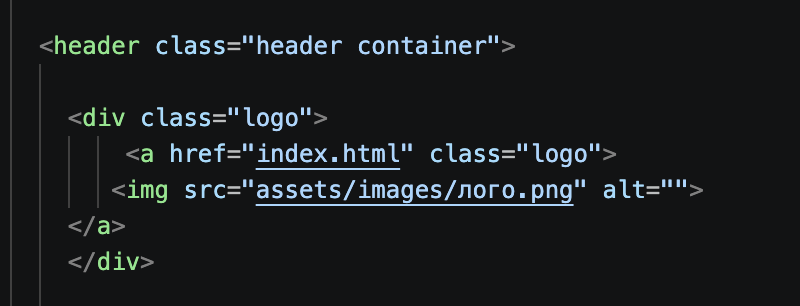 <header class="header container">
<div class="logo">
<a href="index.html" class="logo">
<img src="assets/images/лого.png" alt="">
</a>
</div>